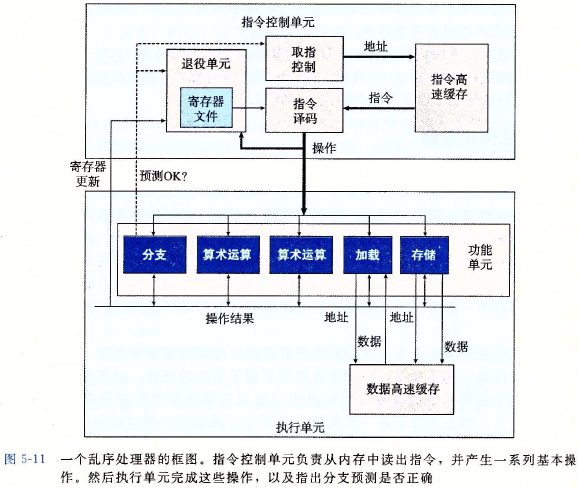 指令控制单元
退役单元
寄存器
文件
取指
控制
地址
指令高
速缓存
指令
译码
指令
操作
寄存器
更新
预测OK?
分支
算术运算
算术运算
加载
存储
功能
单元
操作结果
地址
数据
地址
数据
数据高速缓存
执行单元
图 5-11 一个乱序处理器的框图。指令控制单元负责从内存中读出指令,并产生一系列基本操
作。然后执行单元完成这些操作,以及指出分支预测是否正确